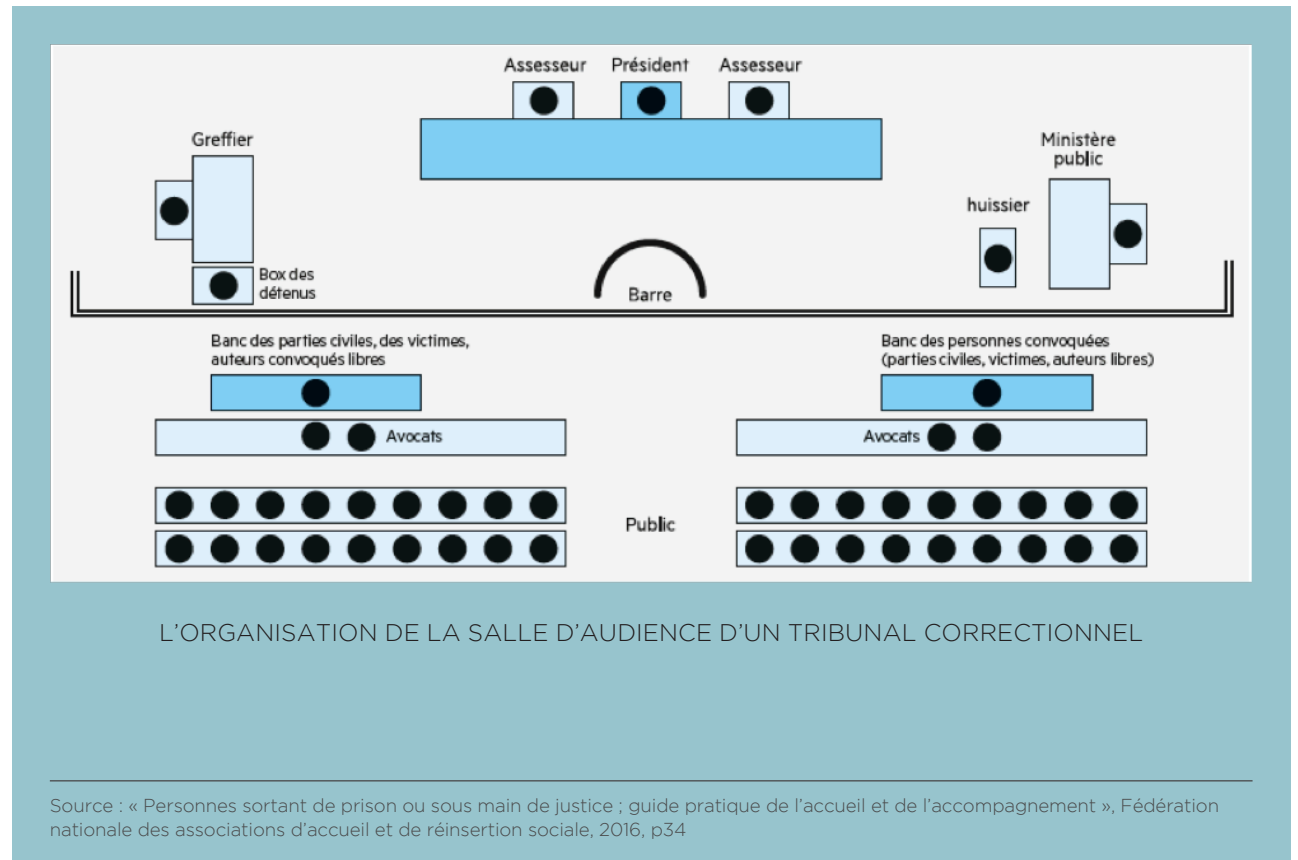 Assesseur Président Assesseur
Greffier
Ministère
public
huissier
Box des
détenus
Barre
Banc des parties civiles, des victimes,
auteurs convoqués libres
Banc des personnes convoquées
(parties civiles, victimes, auteurs libres)
Avocats
Avocats
Public
L'ORGANISATION DE LA SALLE D'AUDIENCE D'UN TRIBUNAL CORRECTIONNEL
Source : « Personnes sortant de prison ou sous main de justice ; guide pratique de l'accueil et de l'accompagnement », Fédération
nationale des associations d'accueil et de réinsertion sociale, 2016, p34